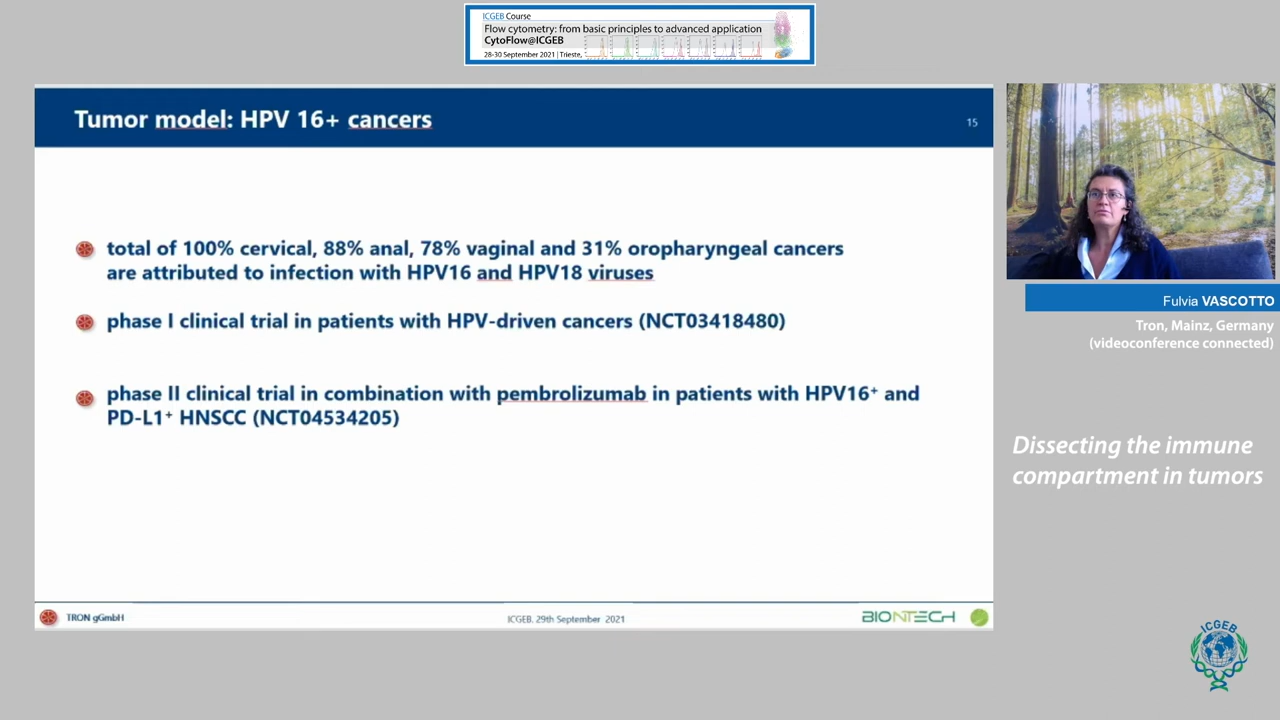 ICGEB Course
Flow cytometry: from basic principles to advanced application
CytoFlow@ICGEB
28-30 September 2021 | Trieste,
Tumor model: HPV 16+ cancers
15
total of 100% cervical, 88% anal, 78% vaginal and 31% oropharyngeal cancers
are attributed to infection with HPV16 and HPV18 viruses
phase I clinical trial in patients with HPV-driven cancers (NCT03418480)
phase II clinical trial in combination with pembrolizumab in patients with HPV16⁺ and
PD-L1⁺ HNSCC (NCT04534205)
TRON gGmbH
ICGEB, 29th September 2021
BIONTECH
Fulvia VASCOTTO
Tron, Mainz, Germany
(videoconference connected)
Dissecting the immune
compartment in tumors
ICGEB